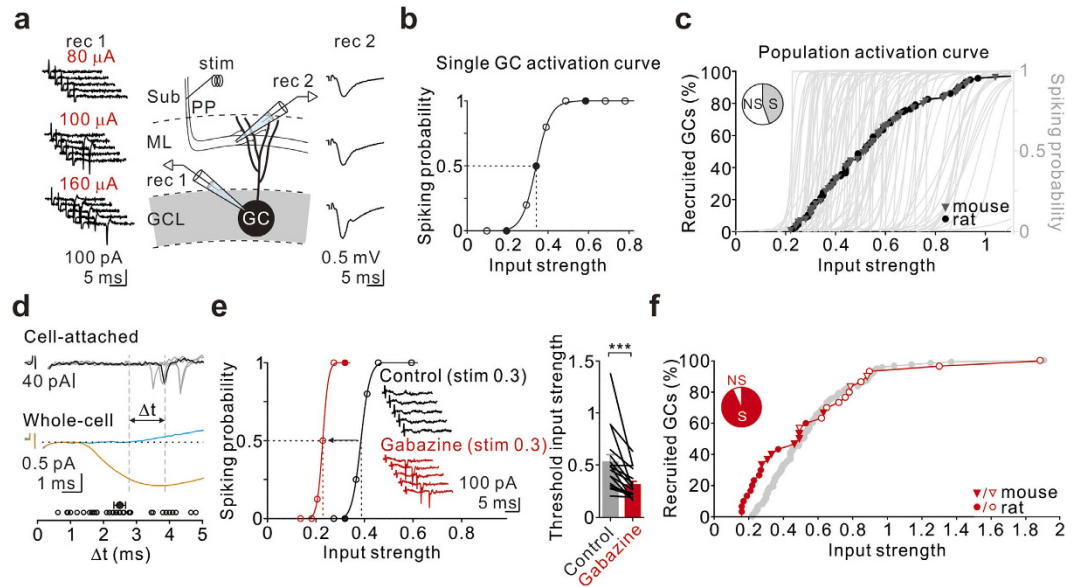 a
rec 1
80 μA
100 μA
160 μA
100 pA
5 ms
stim
Sub
PP
rec 2
ML
rec 1
GCL
GC
rec 2
0.5 mV
5 ms
b
Single GC activation curve
Spiking probability
1
0.5
0
0
0.2
0.4
0.6
0.8
Input strength
c
Population activation curve
Recruited GCs (%)
100
80
60
40
20
0
NS
S
1
0.5
0
Spiking probability
mouse
rat
0
0.2
0.4
0.6
0.8
1
Input strength
d
Cell-attached
40 pA
Δt
Whole-cell
0.5 pA
1 ms
0
1
2
3
4
5
Δt (ms)
e
Spiking probability
1
0.5
0
Control (stim 0.3)
Gabazine (stim 0.3)
100 pA
5 ms
0
0.2
0.4
0.6
0.8
1
Input strength
Threshold input strength
1.5
1
0.5
0
***
Control
Gabazine
f
Recruited GCs (%)
100
80
60
40
20
0
NS
S
/ mouse
/ rat
0
0.2
0.4
0.6
0.8
1
1.2
1.4
1.6
1.8
2
Input strength